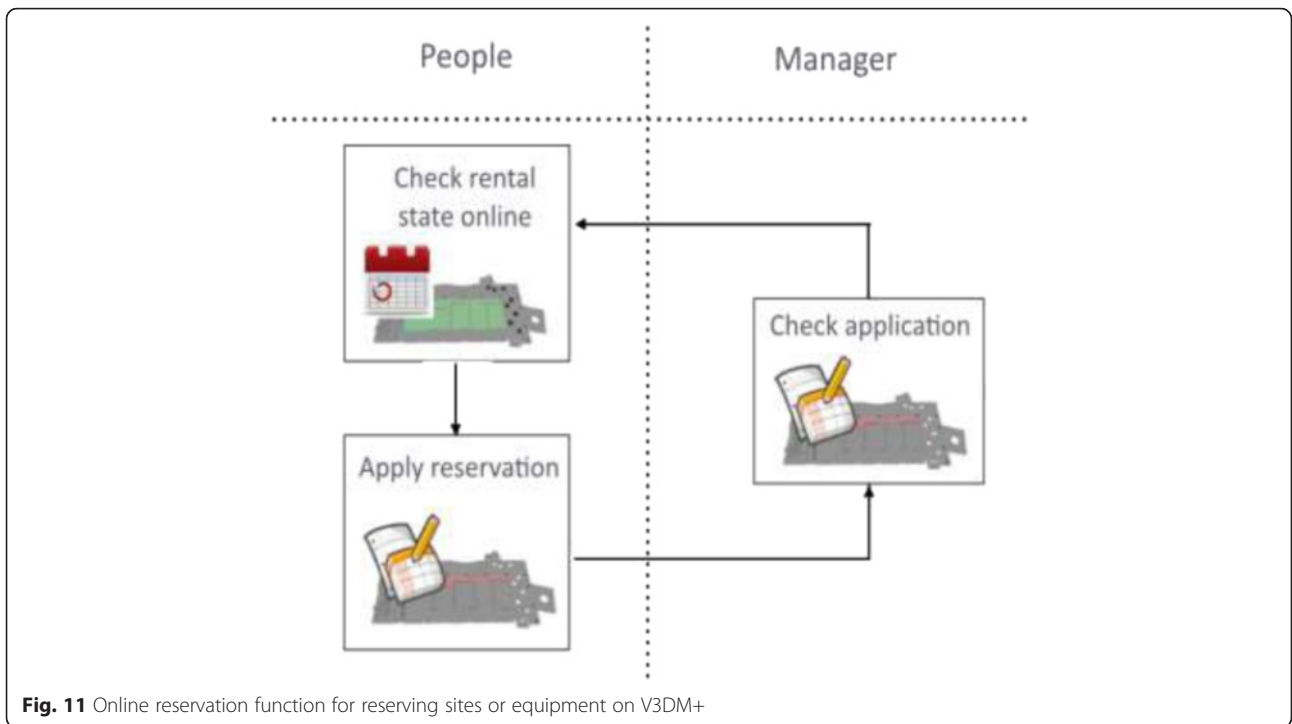 People
Manager
Check rental
state online
Check application
Apply reservation
Fig. 11 Online reservation function for reserving sites or equipment on V3DM+